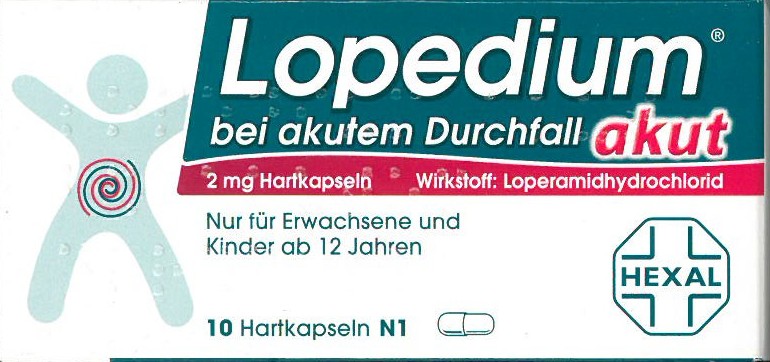 Lopedium®
bei akutem Durchfall akut
2 mg Hartkapseln Wirkstoff: Loperamidhydrochlorid
Nur für Erwachsene und
Kinder ab 12 Jahren
HEXAL
10 Hartkapseln N1